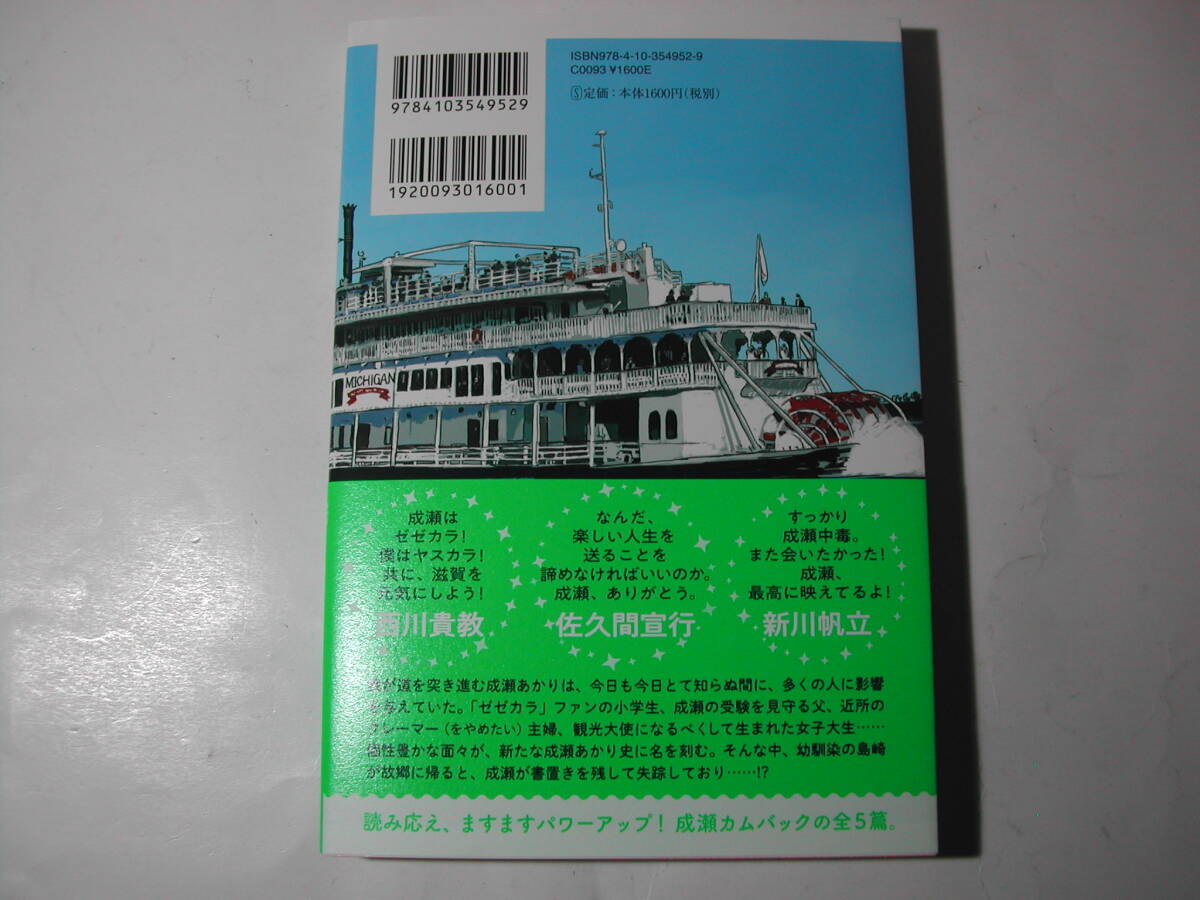 ISBN978-4-10-354952-9
C0093 ¥1600E
Ⓢ定価：本体1600円(税別)
9784103549529
1920093016001
MICHIGAN
成瀬は
ゼゼカラ！
僕はヤスカラ！
共に、滋賀を
元気にしよう！
西川貴教
なんだ、
楽しい人生を
送ることを
諦めなければいいのか。
成瀬、ありがとう。
佐久間宣行
すっかり
成瀬中毒。
また会いたかった！
成瀬、
最高に映えてるよ！
新川帆立
我が道を突き進む成瀬あかりは、今日も今日とて知らぬ間に、多くの人に影響
を与えていた。「ゼゼカラ」ファンの小学生、成瀬の受験を見守る父、近所の
クレーマー（をやめたい）主婦、観光大使になるべくして生まれた女子大生……
個性豊かな面々が、新たな成瀬あかり史に名を刻む。そんな中、幼馴染の島崎
が故郷に帰ると、成瀬が書置きを残して失踪しており……!?
読み応え、ますますパワーアップ！ 成瀬カムバックの全5篇。